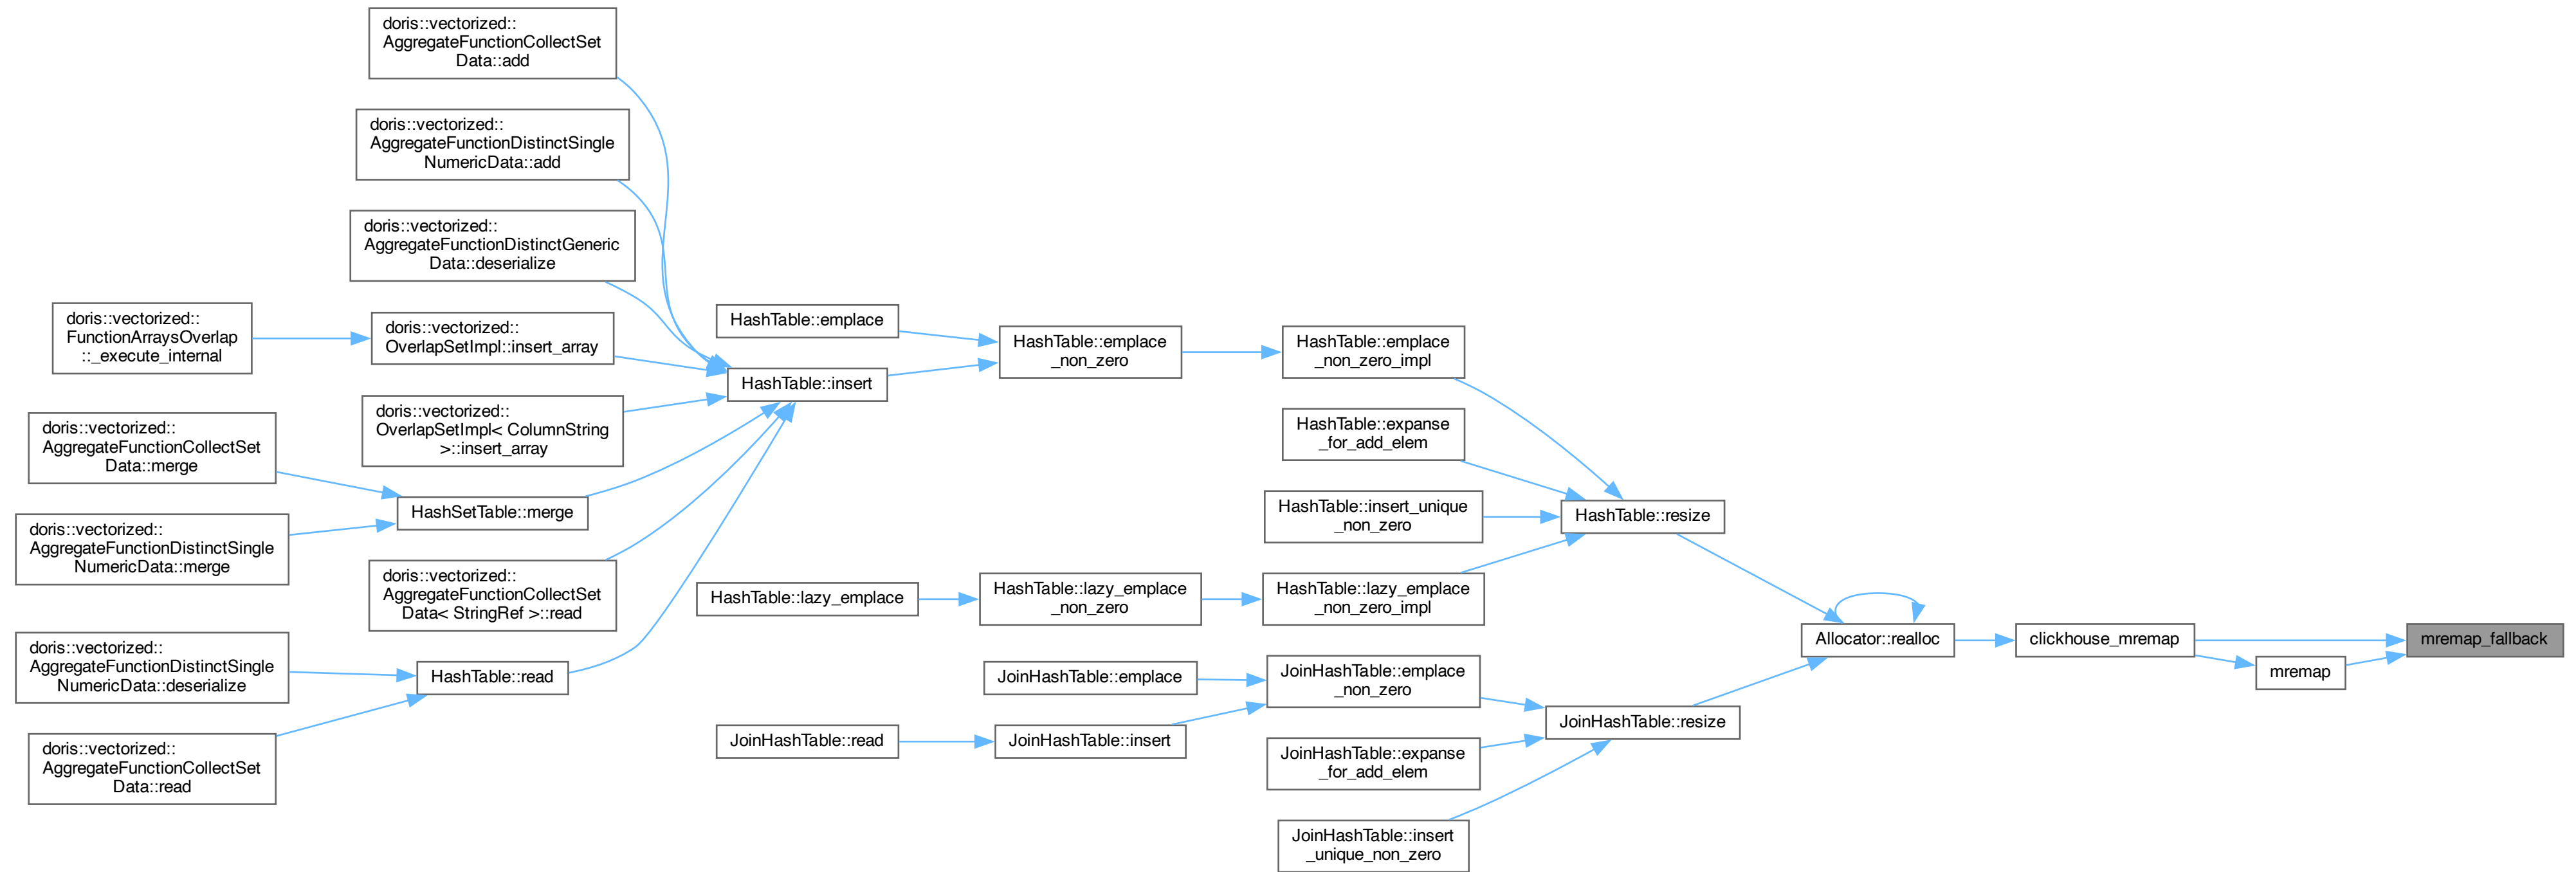 doris::vectorized::
AggregateFunctionCollectSet
Data::add
doris::vectorized::
AggregateFunctionDistinctSingle
NumericData::add
doris::vectorized::
AggregateFunctionDistinctGeneric
Data::deserialize
doris::vectorized::
FunctionArraysOverlap
::_execute_internal
doris::vectorized::
OverlapSetImpl::insert_array
doris::vectorized::
OverlapSetImpl< ColumnString
>::insert_array
doris::vectorized::
AggregateFunctionCollectSet
Data::merge
doris::vectorized::
AggregateFunctionDistinctSingle
NumericData::merge
HashSetTable::merge
doris::vectorized::
AggregateFunctionCollectSet
Data< StringRef >::read
doris::vectorized::
AggregateFunctionDistinctSingle
NumericData::deserialize
doris::vectorized::
AggregateFunctionCollectSet
Data::read
HashTable::read
HashTable::emplace
HashTable::insert
HashTable::lazy_emplace
JoinHashTable::read
HashTable::emplace
_non_zero
HashTable::lazy_emplace
_non_zero
JoinHashTable::emplace
JoinHashTable::insert
HashTable::emplace
_non_zero_impl
HashTable::expanse
_for_add_elem
HashTable::insert_unique
_non_zero
HashTable::lazy_emplace
_non_zero_impl
JoinHashTable::emplace
_non_zero
JoinHashTable::expanse
_for_add_elem
JoinHashTable::insert
_unique_non_zero
HashTable::resize
JoinHashTable::resize
Allocator::realloc
clickhouse_mremap
mremap
mremap_fallback